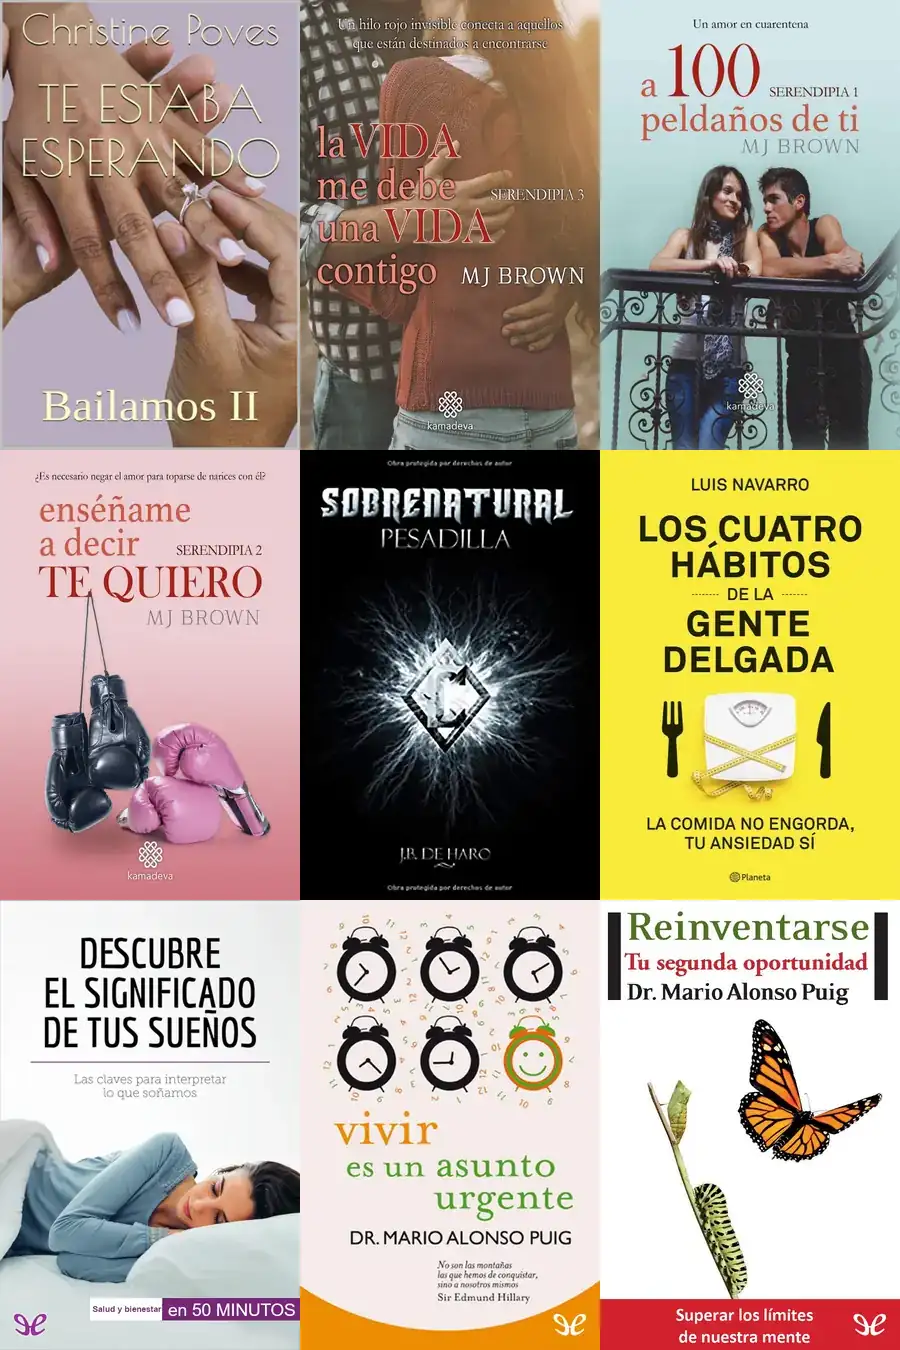 Christine Poves
TE ESTABA
ESPERANDO
Bailamos II
Un hilo rojo invisible conecta a aquellos
que están destinados a encontrarse
la VIDA
me debe
SERENDIPIA 3
una VIDA
contigo
MJ BROWN
kamadeva
Un amor en cuarentena
a 100
SERENDIPIA 1
peldaños de ti
MJ BROWN
kamadeva
¿Es necesario negar el amor para toparse de narices con él?
enséñame
a decir
SERENDIPIA 2
TE QUIERO
MJ BROWN
kamadeva
Obra protegida por derechos de autor
SOBRENATURAL
PESADILLA
J.B. DE HARO
Obra protegida por derechos de autor
LUIS NAVARRO
LOS CUATRO
HÁBITOS
DE LA
GENTE
DELGADA
LA COMIDA NO ENGORDA,
TU ANSIEDAD SÍ
Planeta
DESCUBRE
EL SIGNIFICADO
DE TUS SUEÑOS
Las claves para interpretar
lo que soñamos
Salud y bienestar en 50 MINUTOS
vivir
es un asunto
urgente
DR. MARIO ALONSO PUIG
No son las montañas
las que hemos de conquistar,
sino a nosotros mismos
Sir Edmund Hillary
Reinventarse
Tu segunda oportunidad
Dr. Mario Alonso Puig
Superar los límites
de nuestra mente